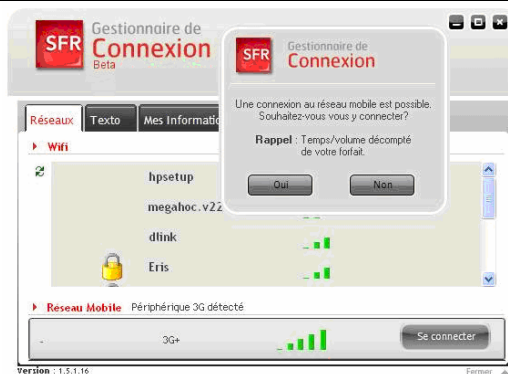 SFR
Gestionnaire de
Connexion
Beta
SFR
Gestionnaire de
Connexion
Une connexion au réseau mobile est possible.
Souhaitez-vous vous y connecter?
Rappel : Temps/volume décompté
de votre forfait.
Oui
Non
Réseaux
Texto
Mes Informatio
Wifi
hpsetup
megahoc.v22
dlink
Eris
Réseau Mobile Périphérique 3G détecté
3G+
Se connecter
Version : 1.5.1.16
Fermer